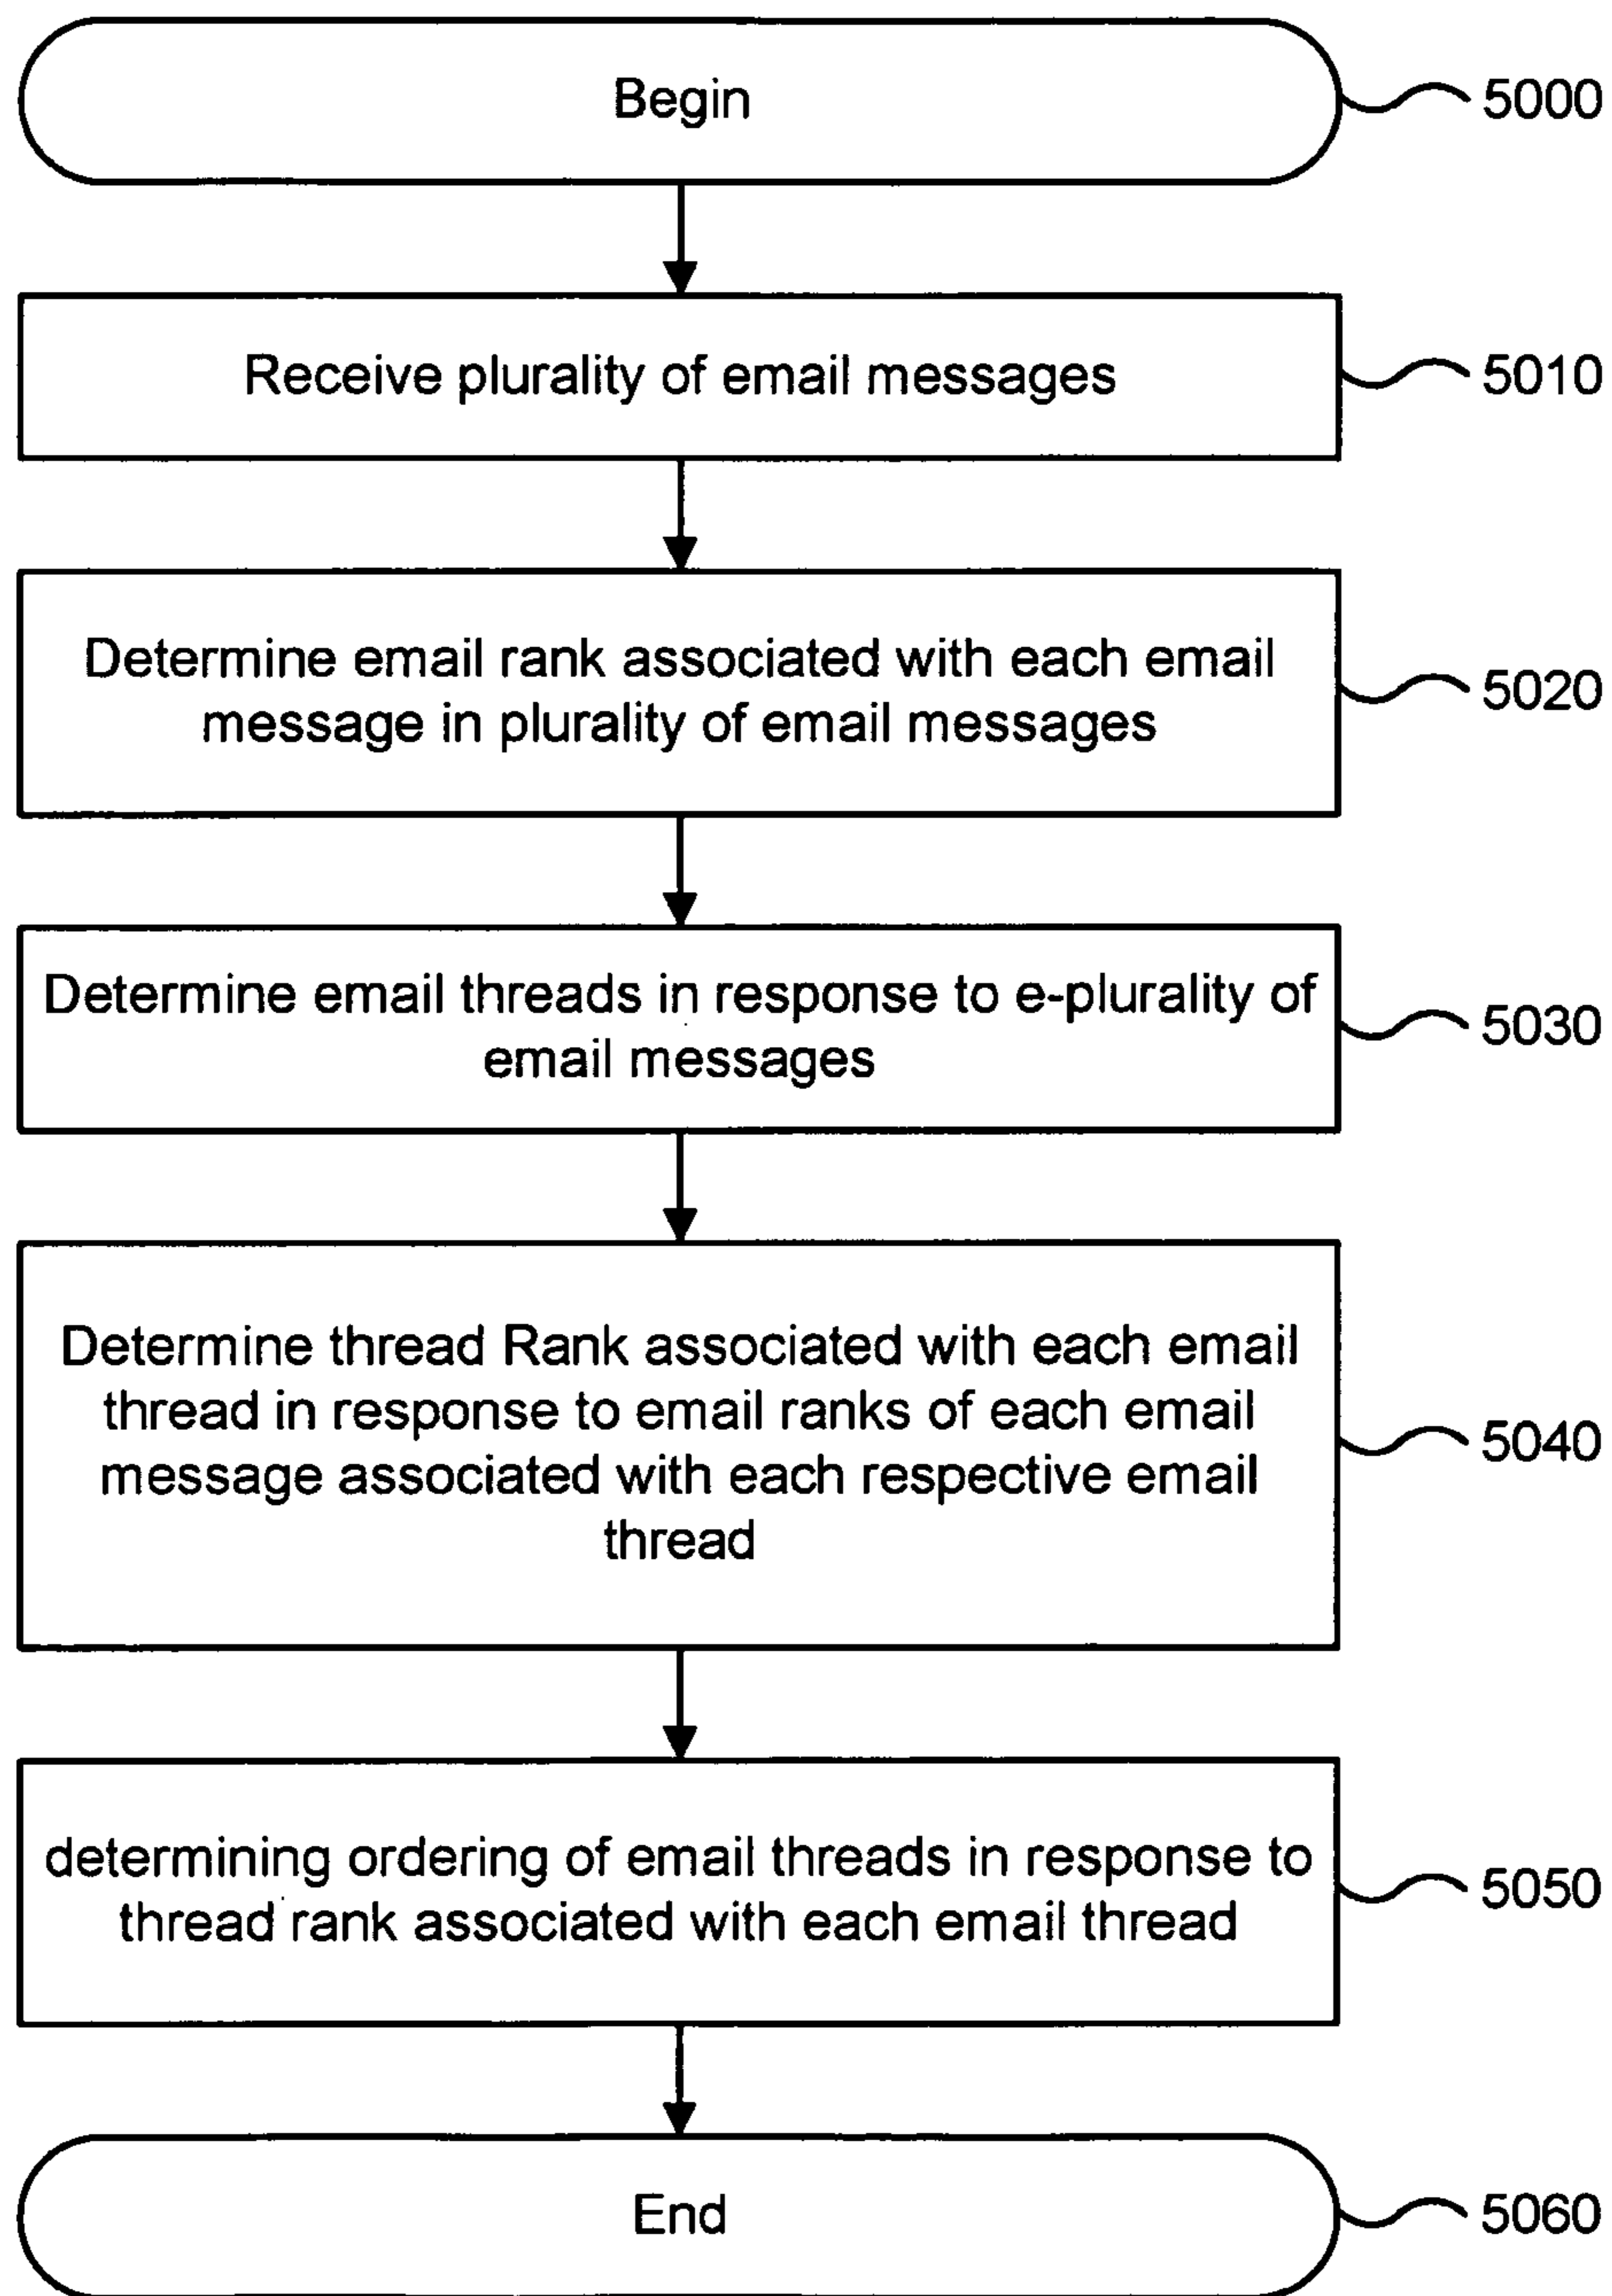 Begin
5000
Receive plurality of email messages
5010
Determine email rank associated with each email
message in plurality of email messages
5020
Determine email threads in response to e-plurality of
email messages
5030
Determine thread Rank associated with each email
thread in response to email ranks of each email
message associated with each respective email
thread
5040
determining ordering of email threads in response to
thread rank associated with each email thread
5050
End
5060